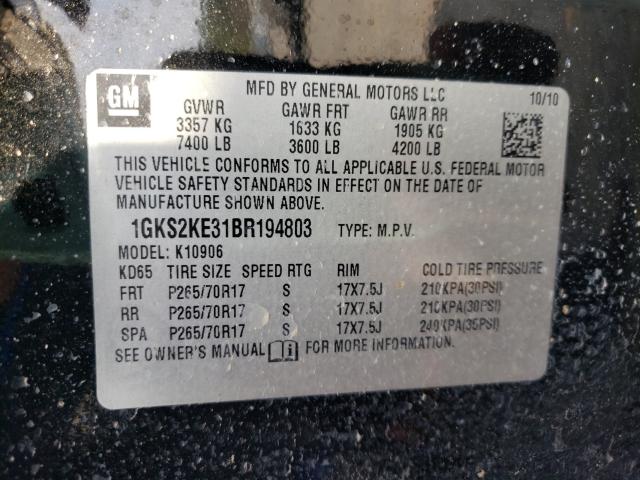 GM
MFD BY GENERAL MOTORS LLC 10/10
GVWR GAWR FRT GAWR RR
3357 KG 1633 KG 1905 KG
7400 LB 3600 LB 4200 LB
THIS VEHICLE CONFORMS TO ALL APPLICABLE U.S. FEDERAL MOTOR
VEHICLE SAFETY STANDARDS IN EFFECT ON THE DATE OF
MANUFACTURE SHOWN ABOVE.
1GKS2KE31BR194803 TYPE: M.P.V.
MODEL: K10906
KD65 TIRE SIZE SPEED RTG RIM COLD TIRE PRESSURE
FRT P265/70R17 S 17X7.5J 210KPA(30PSI)
RR P265/70R17 S 17X7.5J 210KPA(30PSI)
SPA P265/70R17 S 17X7.5J 240KPA(35PSI)
SEE OWNER'S MANUAL FOR MORE INFORMATION.